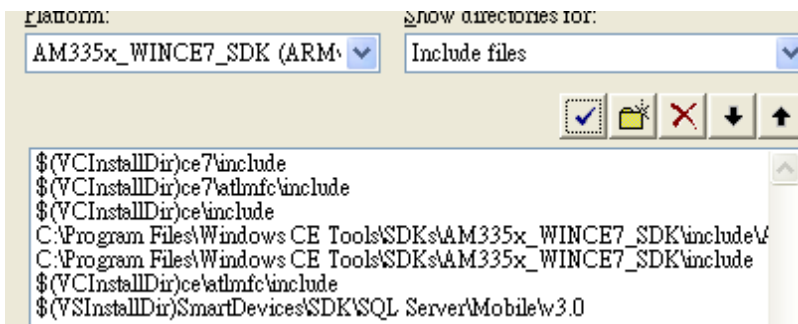 Platform:
Show directories for:
AM335x_WINCE7_SDK (ARM
Include files
$(VCInstallDir)ce7\include
$(VCInstallDir)ce7\atlmfc\include
$(VCInstallDir)ce\include
C:\Program Files\Windows CE Tools\SDKs\AM335x_WINCE7_SDK\include\A
C:\Program Files\Windows CE Tools\SDKs\AM335x_WINCE7_SDK\include
$(VCInstallDir)ce\atlmfc\include
$(VSInstallDir)SmartDevices\SDK\SQL Server\Mobile\v3.0